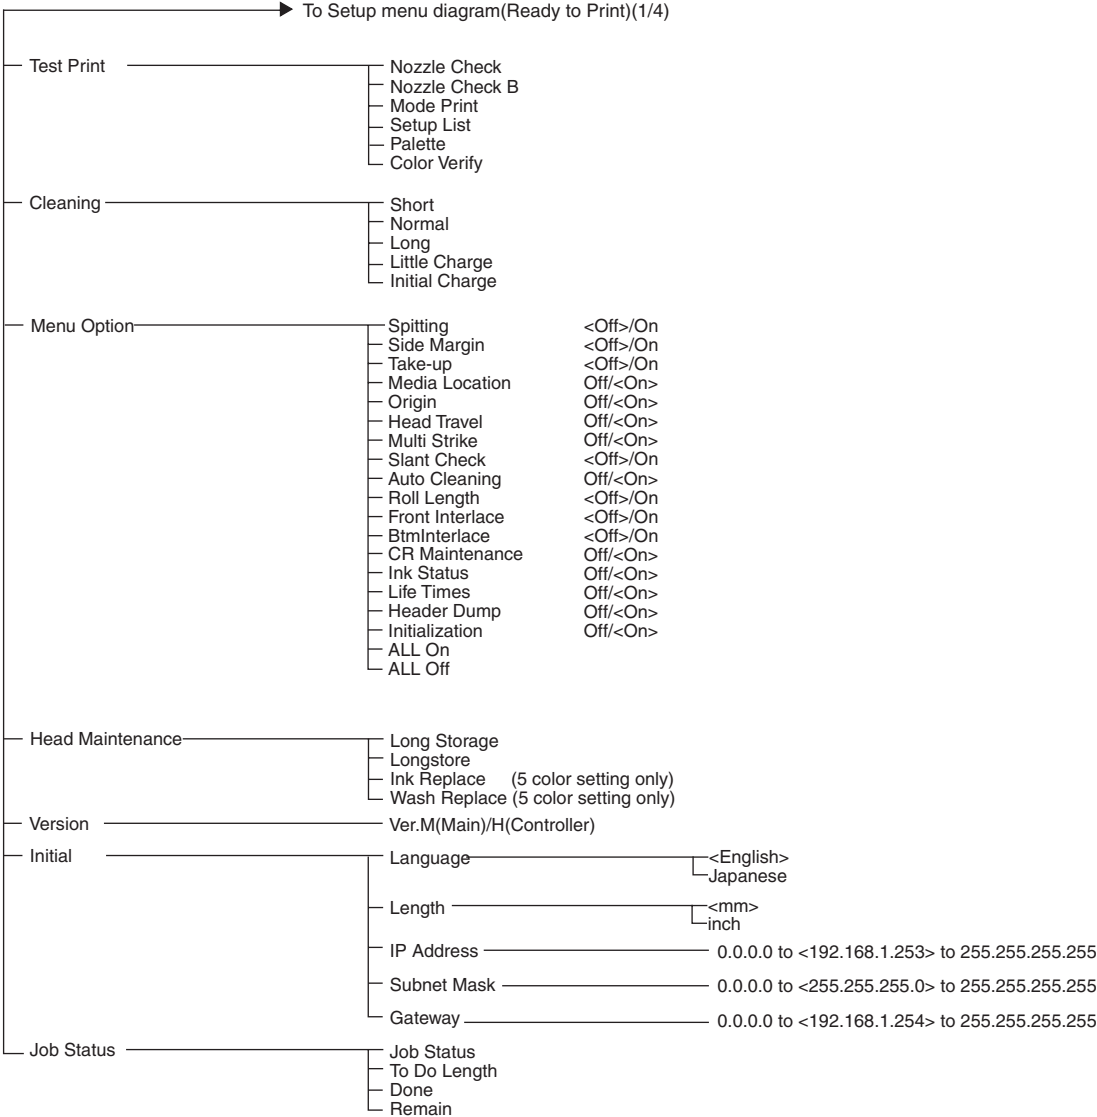 To Setup menu diagram(Ready to Print)(1/4)
Test Print
Nozzle Check
Nozzle Check B
Mode Print
Setup List
Palette
Color Verify
Cleaning
Short
Normal
Long
Little Charge
Initial Charge
Menu Option
Spitting <Off>/On
Side Margin <Off>/On
Take-up <Off>/On
Media Location Off/<On>
Origin Off/<On>
Head Travel Off/<On>
Multi Strike Off/<On>
Slant Check <Off>/On
Auto Cleaning Off/<On>
Roll Length <Off>/On
Front Interlace <Off>/On
BtmInterlace <Off>/On
CR Maintenance Off/<On>
Ink Status Off/<On>
Life Times Off/<On>
Header Dump Off/<On>
Initialization Off/<On>
ALL On
ALL Off
Head Maintenance
Long Storage
Longstore
Ink Replace (5 color setting only)
Wash Replace (5 color setting only)
Version Ver.M(Main)/H(Controller)
Initial
Language <English>
Japanese
Length <mm>
inch
IP Address 0.0.0.0 to <192.168.1.253> to 255.255.255.255
Subnet Mask 0.0.0.0 to <255.255.255.0> to 255.255.255.255
Gateway 0.0.0.0 to <192.168.1.254> to 255.255.255.255
Job Status
Job Status
To Do Length
Done
Remain